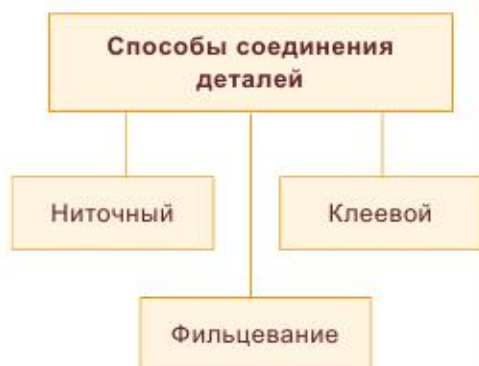 Способы соединения
деталей
Ниточный
Клеевой
Фильцевание